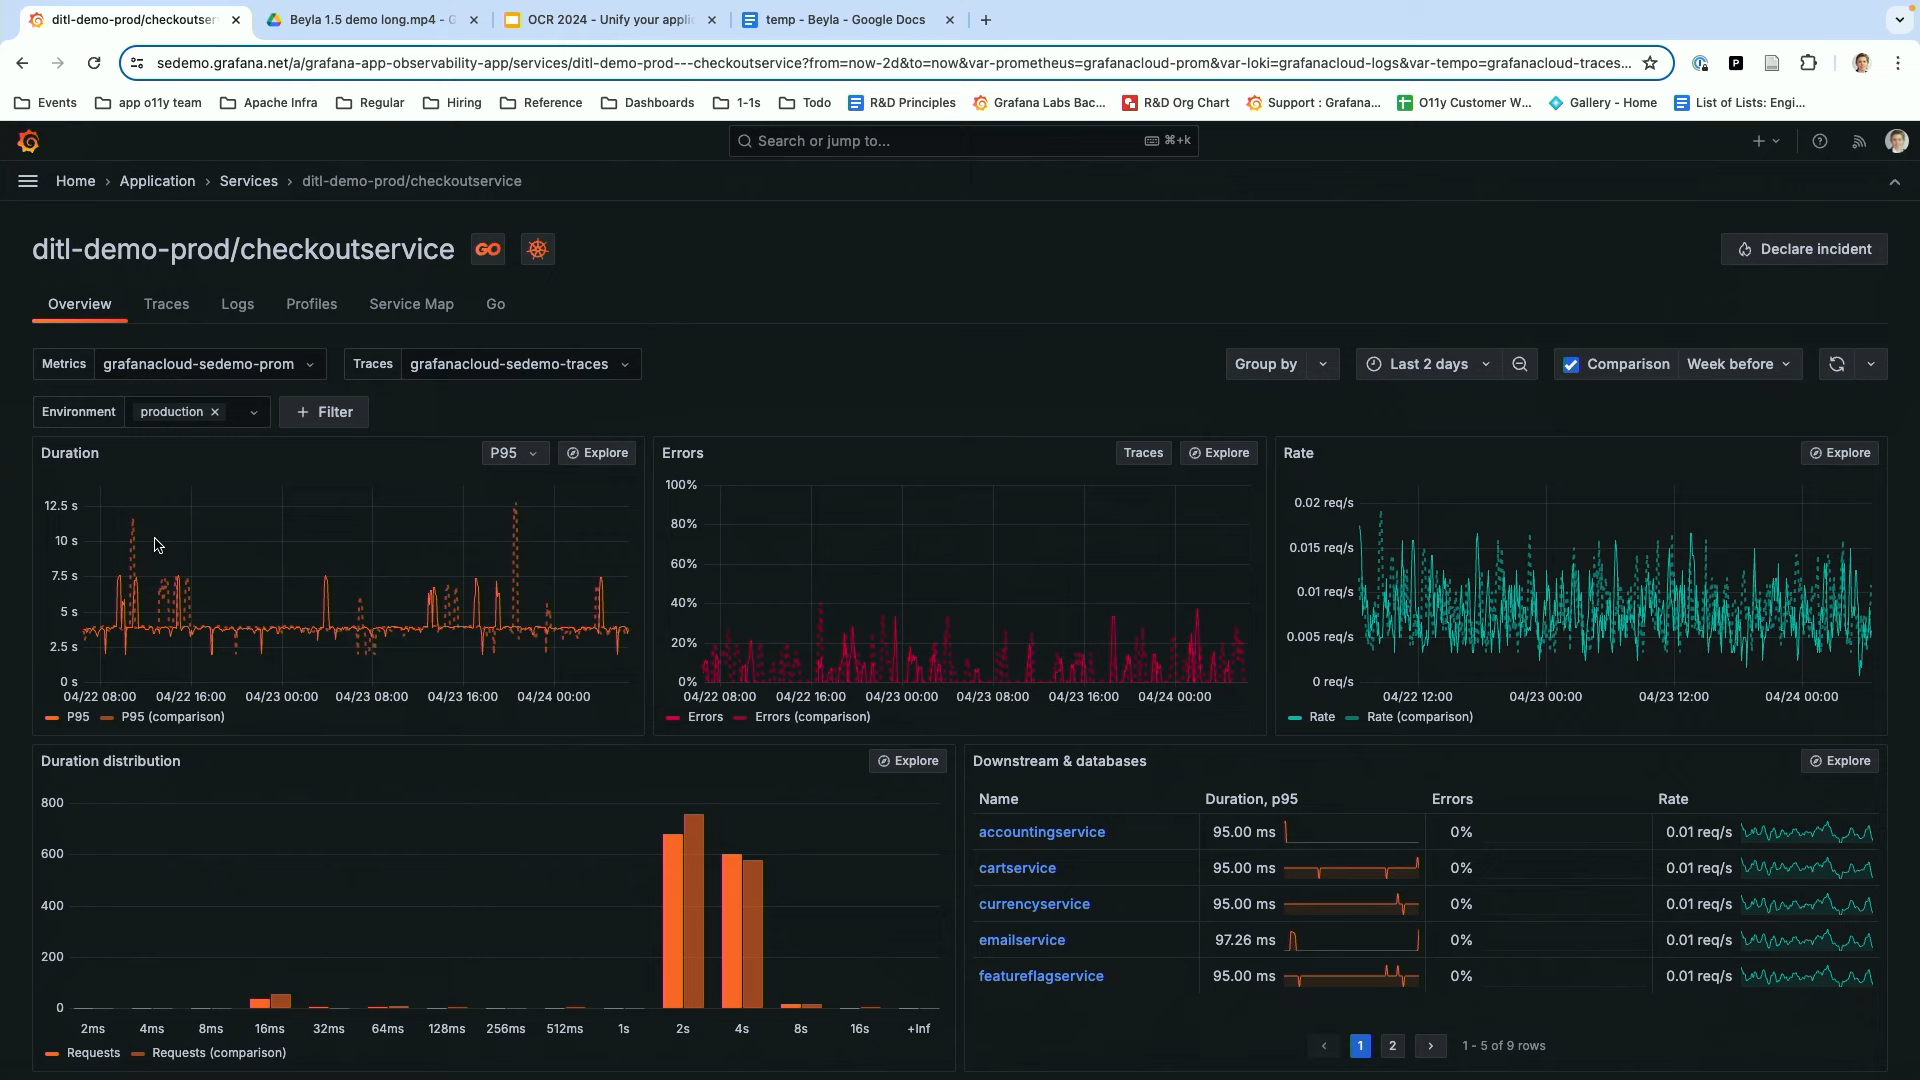 ditl-demo-prod/checkoutser
Beyla 1.5 demo long.mp4 - G
OCR 2024 - Unify your appli
temp - Beyla - Google Docs
sedemo.grafana.net/a/grafana-app-observability-app/services/ditl-demo-prod---checkoutservice?from=now-2d&to=now&var-prometheus=grafanacloud-prom&var-loki=grafanacloud-logs&var-tempo=grafanacloud-traces...
Events
app o11y team
Apache Infra
Regular
Hiring
Reference
Dashboards
1-1s
Todo
R&D Principles
Grafana Labs Bac...
R&D Org Chart
Support : Grafana...
O11y Customer W...
Gallery - Home
List of Lists: Engi...
Search or jump to...
⌘+k
Home › Application › Services › ditl-demo-prod/checkoutservice
ditl-demo-prod/checkoutservice
GO
Declare incident
Overview
Traces
Logs
Profiles
Service Map
Go
Metrics
grafanacloud-sedemo-prom
Traces
grafanacloud-sedemo-traces
Group by
Last 2 days
Comparison
Week before
Environment
production
+ Filter
Duration
P95
Explore
12.5 s
10 s
7.5 s
5 s
2.5 s
0 s
04/22 08:00 04/22 16:00 04/23 00:00 04/23 08:00 04/23 16:00 04/24 00:00
P95
P95 (comparison)
Errors
Traces
Explore
100%
80%
60%
40%
20%
0%
04/22 08:00 04/22 16:00 04/23 00:00 04/23 08:00 04/23 16:00 04/24 00:00
Errors
Errors (comparison)
Rate
Explore
0.02 req/s
0.015 req/s
0.01 req/s
0.005 req/s
0 req/s
04/22 12:00 04/23 00:00 04/23 12:00 04/24 00:00
Rate
Rate (comparison)
Duration distribution
Explore
800
600
400
200
0
2ms 4ms 8ms 16ms 32ms 64ms 128ms 256ms 512ms 1s 2s 4s 8s 16s +Inf
Requests
Requests (comparison)
Downstream & databases
Explore
Name Duration, p95 Errors Rate
accountingservice 95.00 ms 0% 0.01 req/s
cartservice 95.00 ms 0% 0.01 req/s
currencyservice 95.00 ms 0% 0.01 req/s
emailservice 97.26 ms 0% 0.01 req/s
featureflagservice 95.00 ms 0% 0.01 req/s
1 2 1 - 5 of 9 rows